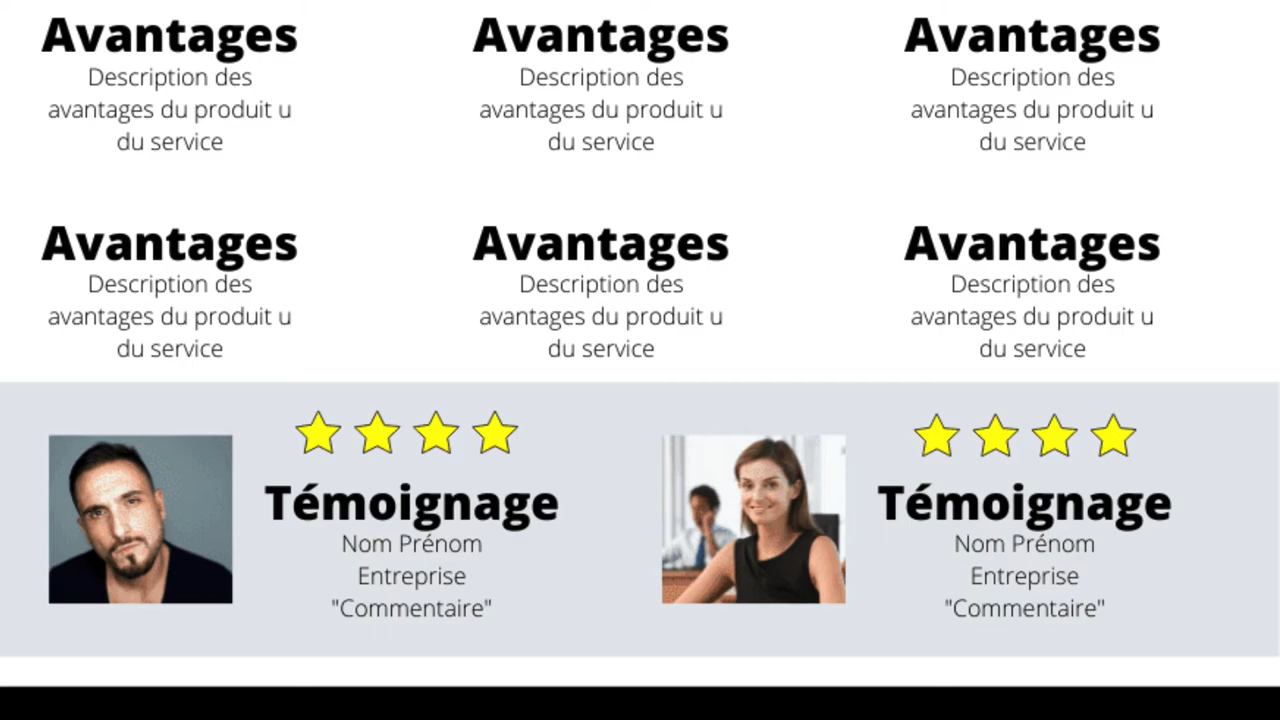 Avantages
Description des
avantages du produit u
du service
Avantages
Description des
avantages du produit u
du service
Avantages
Description des
avantages du produit u
du service
Avantages
Description des
avantages du produit u
du service
Avantages
Description des
avantages du produit u
du service
Avantages
Description des
avantages du produit u
du service
Témoignage
Nom Prénom
Entreprise
"Commentaire"
Témoignage
Nom Prénom
Entreprise
"Commentaire"